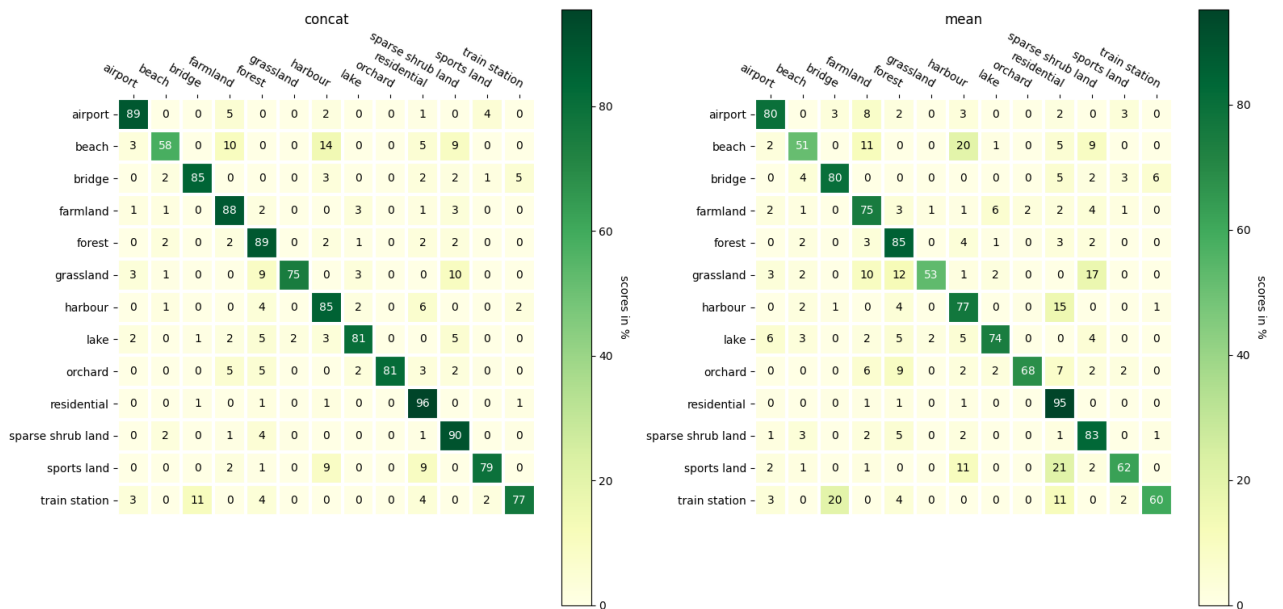 concat
airport beach bridge farmland forest grassland harbour lake orchard residential sparse shrub land sports land train station
airport 89 0 0 5 0 0 2 0 0 1 0 4 0
beach 3 58 0 10 0 0 14 0 0 5 9 0 0
bridge 0 2 85 0 0 0 3 0 0 2 2 1 5
farmland 1 1 0 88 2 0 0 3 0 1 3 0 0
forest 0 2 0 2 89 0 2 1 0 2 2 0 0
grassland 3 1 0 0 9 75 0 3 0 0 10 0 0
harbour 0 1 0 0 4 0 85 2 0 6 0 0 2
lake 2 0 1 2 5 2 3 81 0 0 5 0 0
orchard 0 0 0 5 5 0 0 2 81 3 2 0 0
residential 0 0 1 0 1 0 1 0 0 96 0 0 1
sparse shrub land 0 2 0 1 4 0 0 0 0 1 90 0 0
sports land 0 0 0 2 1 0 9 0 0 9 0 79 0
train station 3 0 11 0 4 0 0 0 0 4 0 2 77
80
60
40
20
0
scores in %
mean
airport beach bridge farmland forest grassland harbour lake orchard residential sparse shrub land sports land train station
airport 80 0 3 8 2 0 3 0 0 2 0 3 0
beach 2 51 0 11 0 0 20 1 0 5 9 0 0
bridge 0 4 80 0 0 0 0 0 0 5 2 3 6
farmland 2 1 0 75 3 1 1 6 2 2 4 1 0
forest 0 2 0 3 85 0 4 1 0 3 2 0 0
grassland 3 2 0 10 12 53 1 2 0 0 17 0 0
harbour 0 2 1 0 4 0 77 0 0 15 0 0 1
lake 6 3 0 2 5 2 5 74 0 0 4 0 0
orchard 0 0 0 6 9 0 2 2 68 7 2 2 0
residential 0 0 0 1 1 0 1 0 0 95 0 0 0
sparse shrub land 1 3 0 2 5 0 2 0 0 1 83 0 1
sports land 2 1 0 1 0 0 11 0 0 21 2 62 0
train station 3 0 20 0 4 0 0 0 0 11 0 2 60
80
60
40
20
0
scores in %